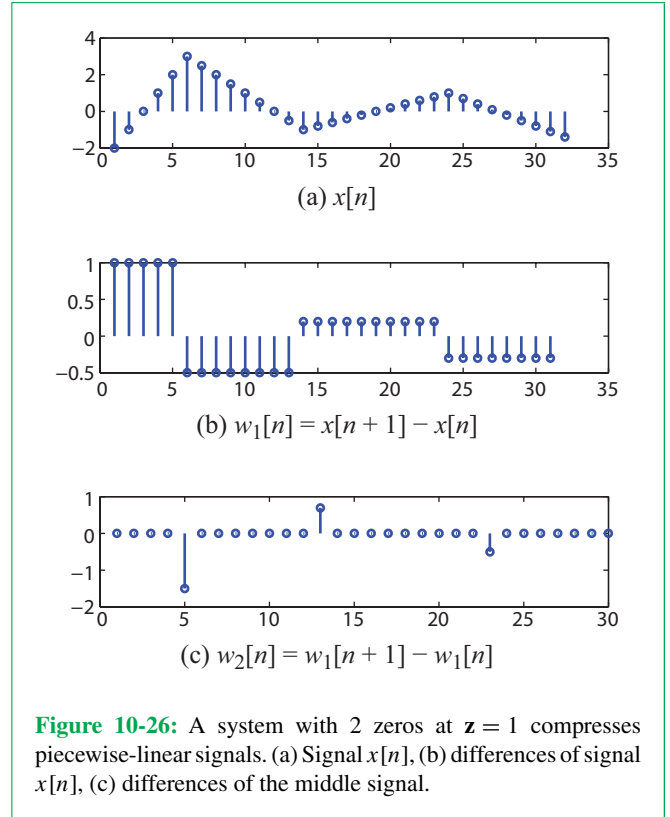 4
2
0
−2
0 5 10 15 20 25 30 35
(a) x[n]
1
0.5
0
−0.5
0 5 10 15 20 25 30 35
(b) w₁[n] = x[n + 1] − x[n]
1
0
−1
−2
0 5 10 15 20 25 30
(c) w₂[n] = w₁[n + 1] − w₁[n]
Figure 10-26: A system with 2 zeros at z = 1 compresses
piecewise-linear signals. (a) Signal x[n], (b) differences of signal
x[n], (c) differences of the middle signal.